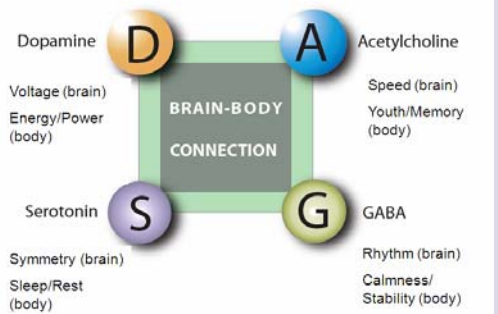 Dopamine
D
A
Acetylcholine
Voltage (brain)
Energy/Power
(body)
Speed (brain)
Youth/Memory
(body)
BRAIN-BODY
CONNECTION
Serotonin
S
G
GABA
Symmetry (brain)
Sleep/Rest
(body)
Rhythm (brain)
Calmness/
Stability (body)